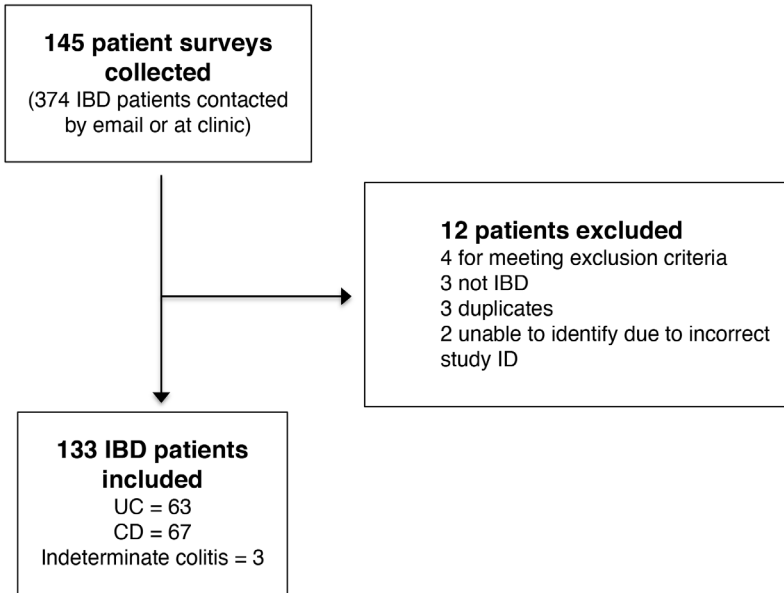 145 patient surveys
collected
(374 IBD patients contacted
by email or at clinic)
12 patients excluded
4 for meeting exclusion criteria
3 not IBD
3 duplicates
2 unable to identify due to incorrect
study ID
133 IBD patients
included
UC = 63
CD = 67
Indeterminate colitis = 3